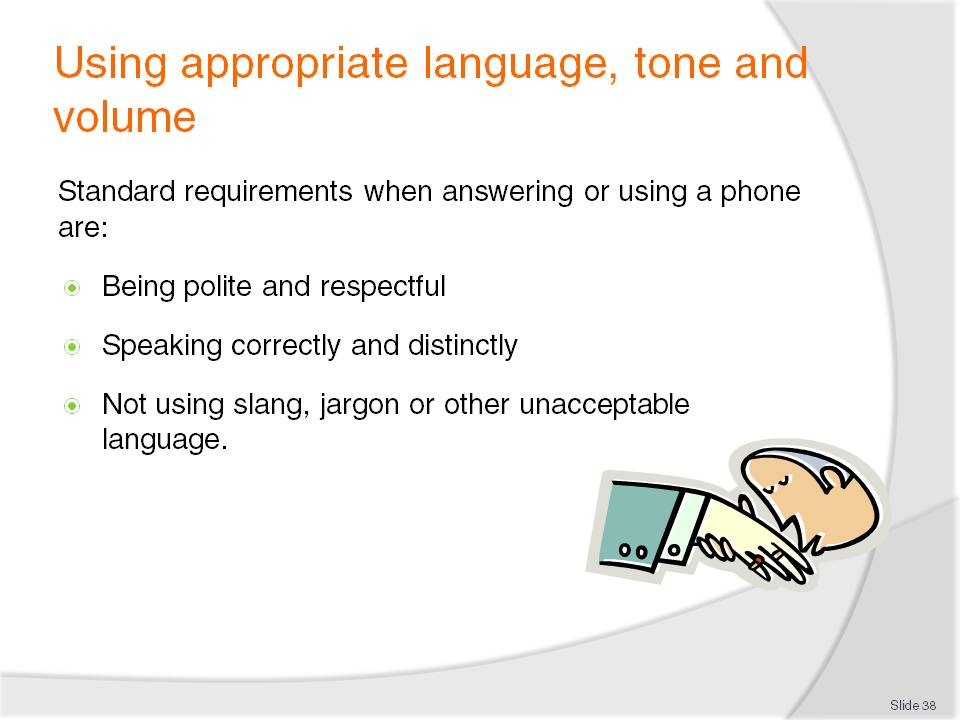 Using appropriate language, tone and
volume
Standard requirements when answering or using a phone
are:
Being polite and respectful
Speaking correctly and distinctly
Not using slang, jargon or other unacceptable
language.
Slide 38